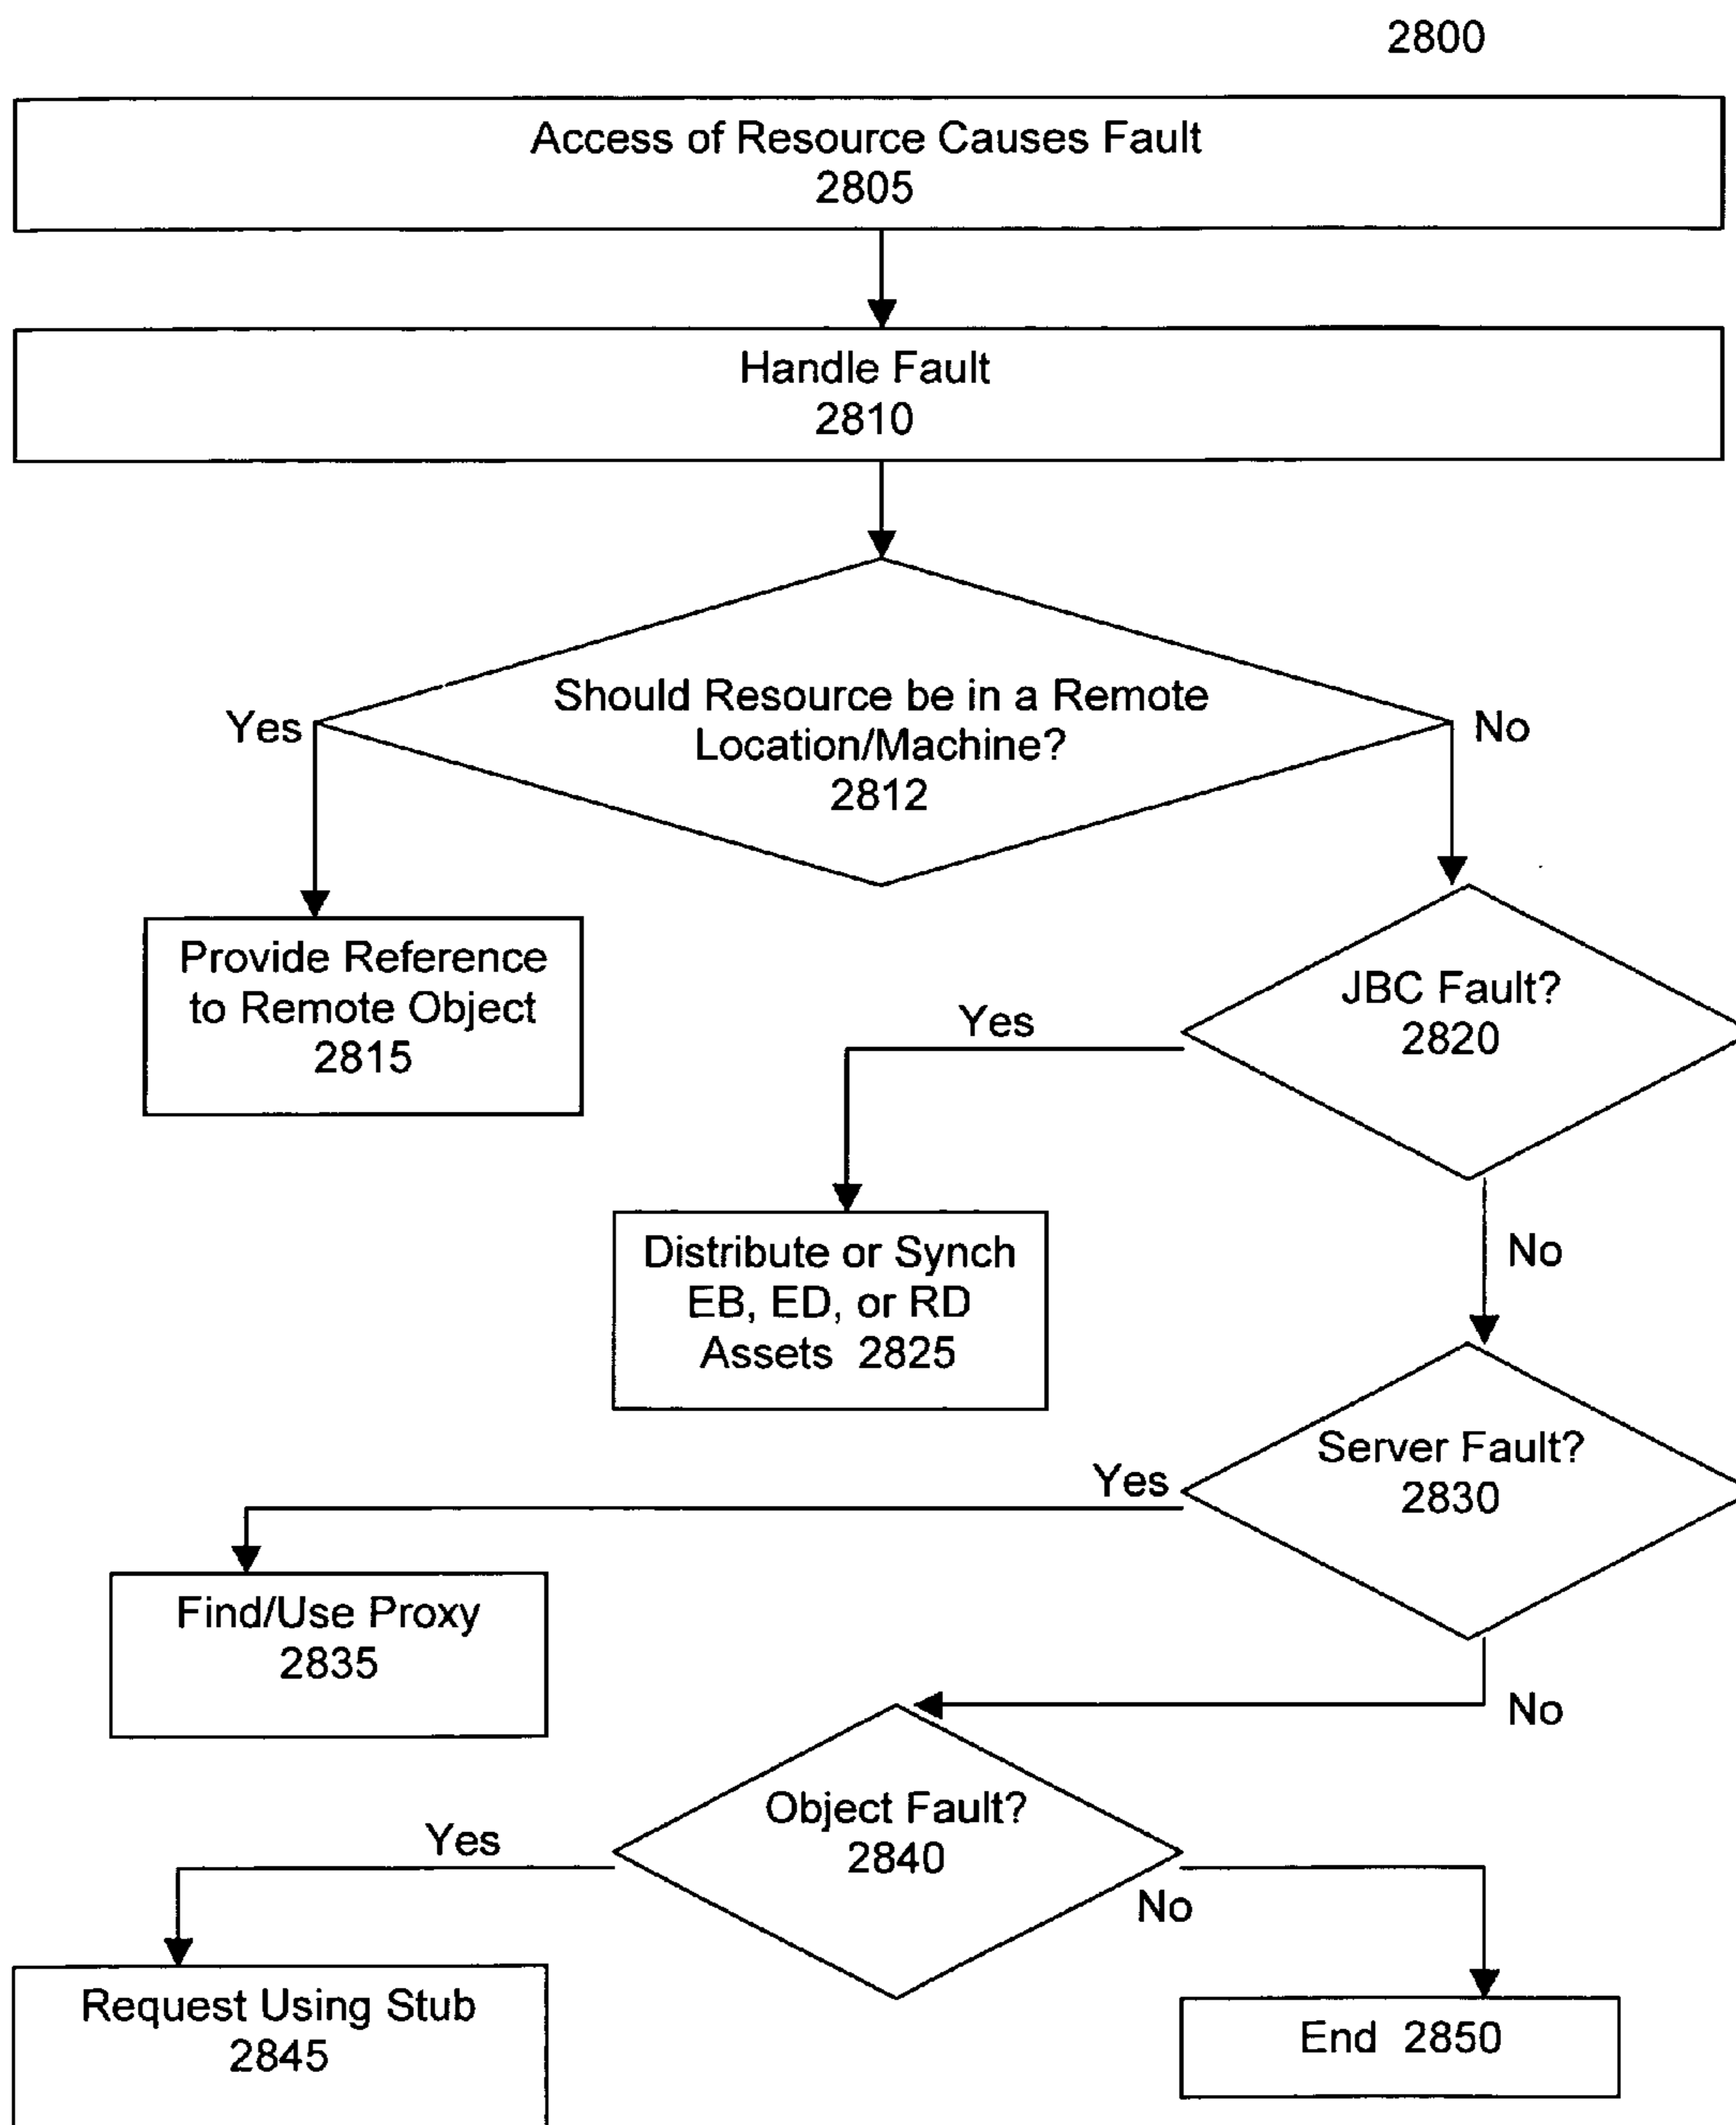 2800
Access of Resource Causes Fault
2805
Handle Fault
2810
Should Resource be in a Remote
Location/Machine?
2812
Yes
No
Provide Reference
to Remote Object
2815
JBC Fault?
2820
Yes
No
Distribute or Synch
EB, ED, or RD
Assets 2825
Server Fault?
2830
Yes
No
Find/Use Proxy
2835
Object Fault?
2840
Yes
No
Request Using Stub
2845
End 2850